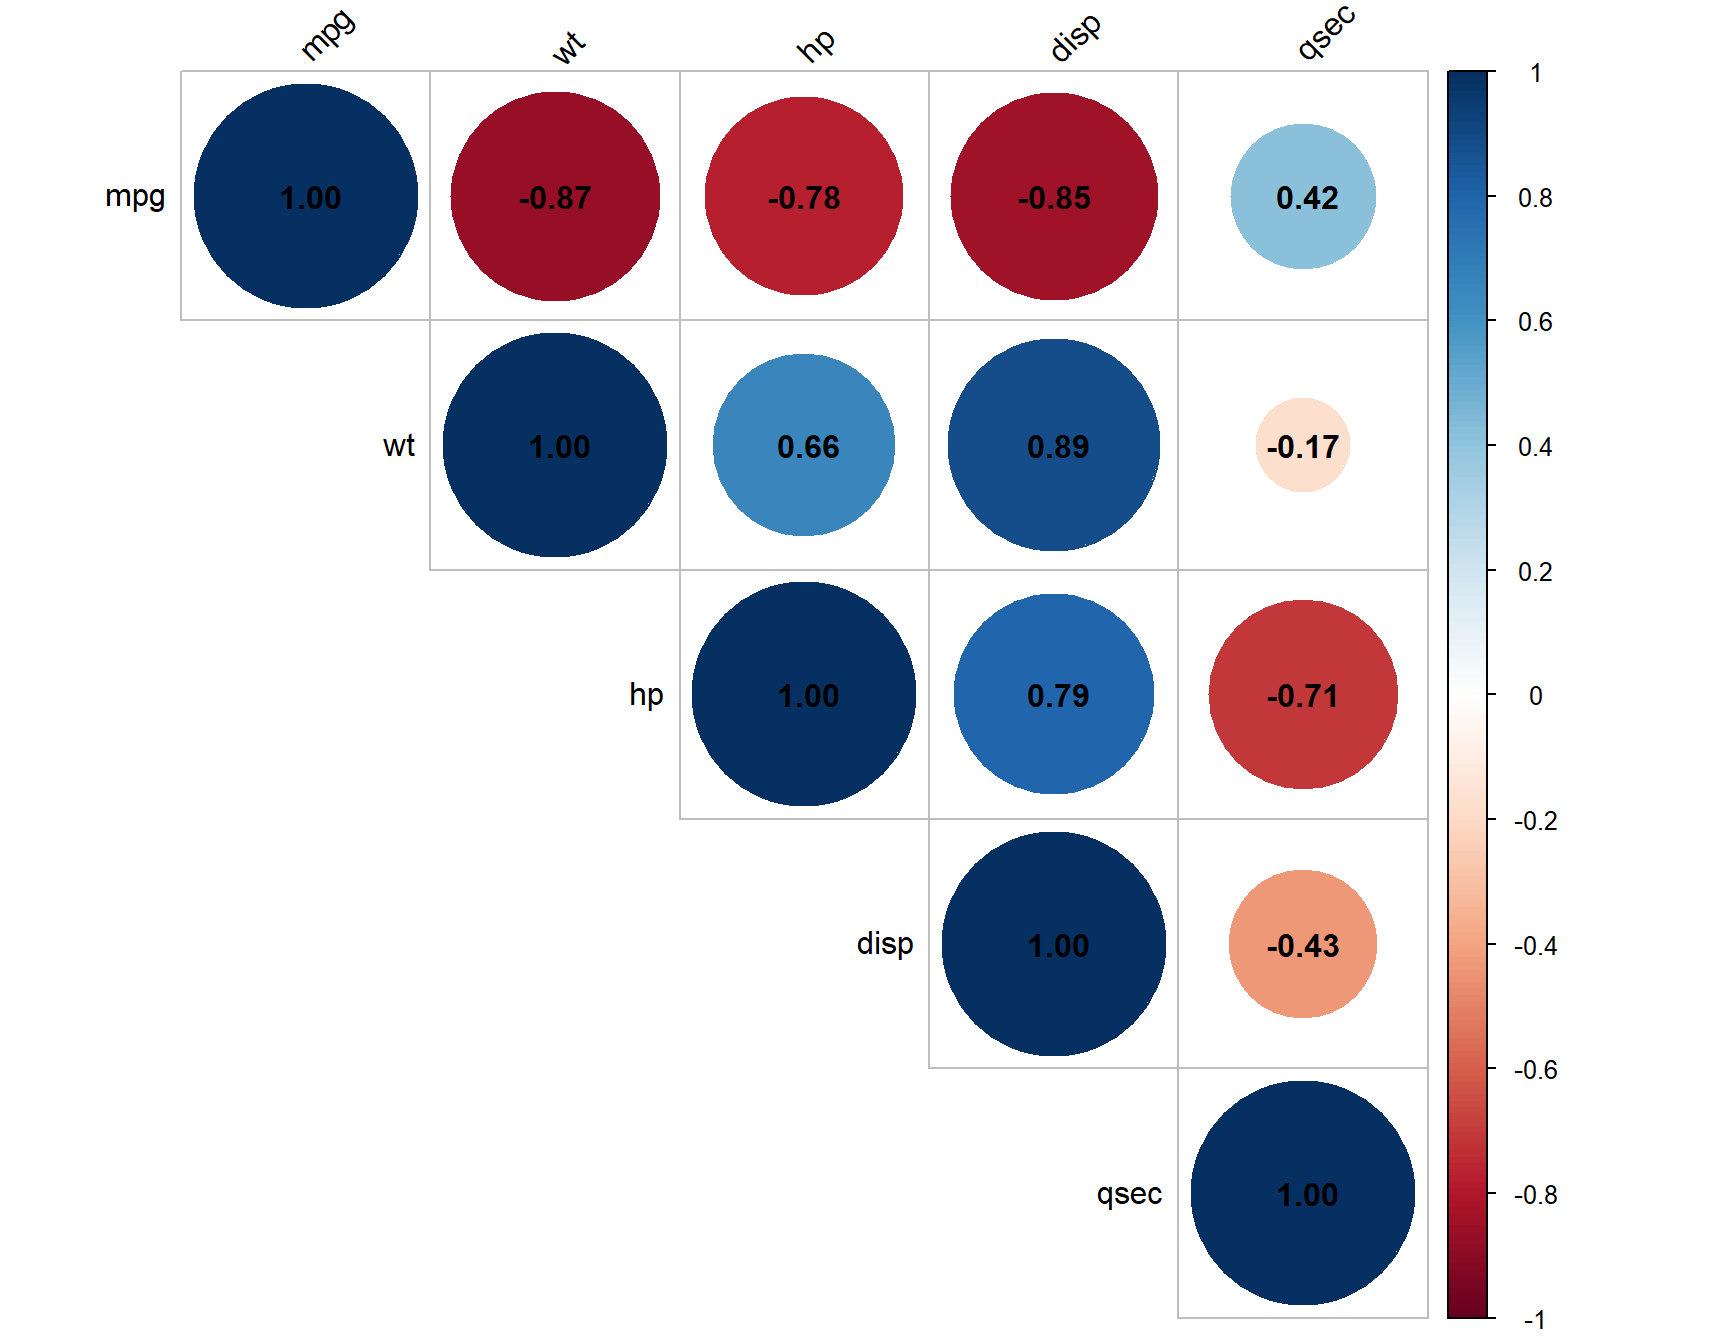 mpg wt hp disp qsec
mpg 1.00 -0.87 -0.78 -0.85 0.42
wt 1.00 0.66 0.89 -0.17
hp 1.00 0.79 -0.71
disp 1.00 -0.43
qsec 1.00
1
0.8
0.6
0.4
0.2
0
-0.2
-0.4
-0.6
-0.8
-1